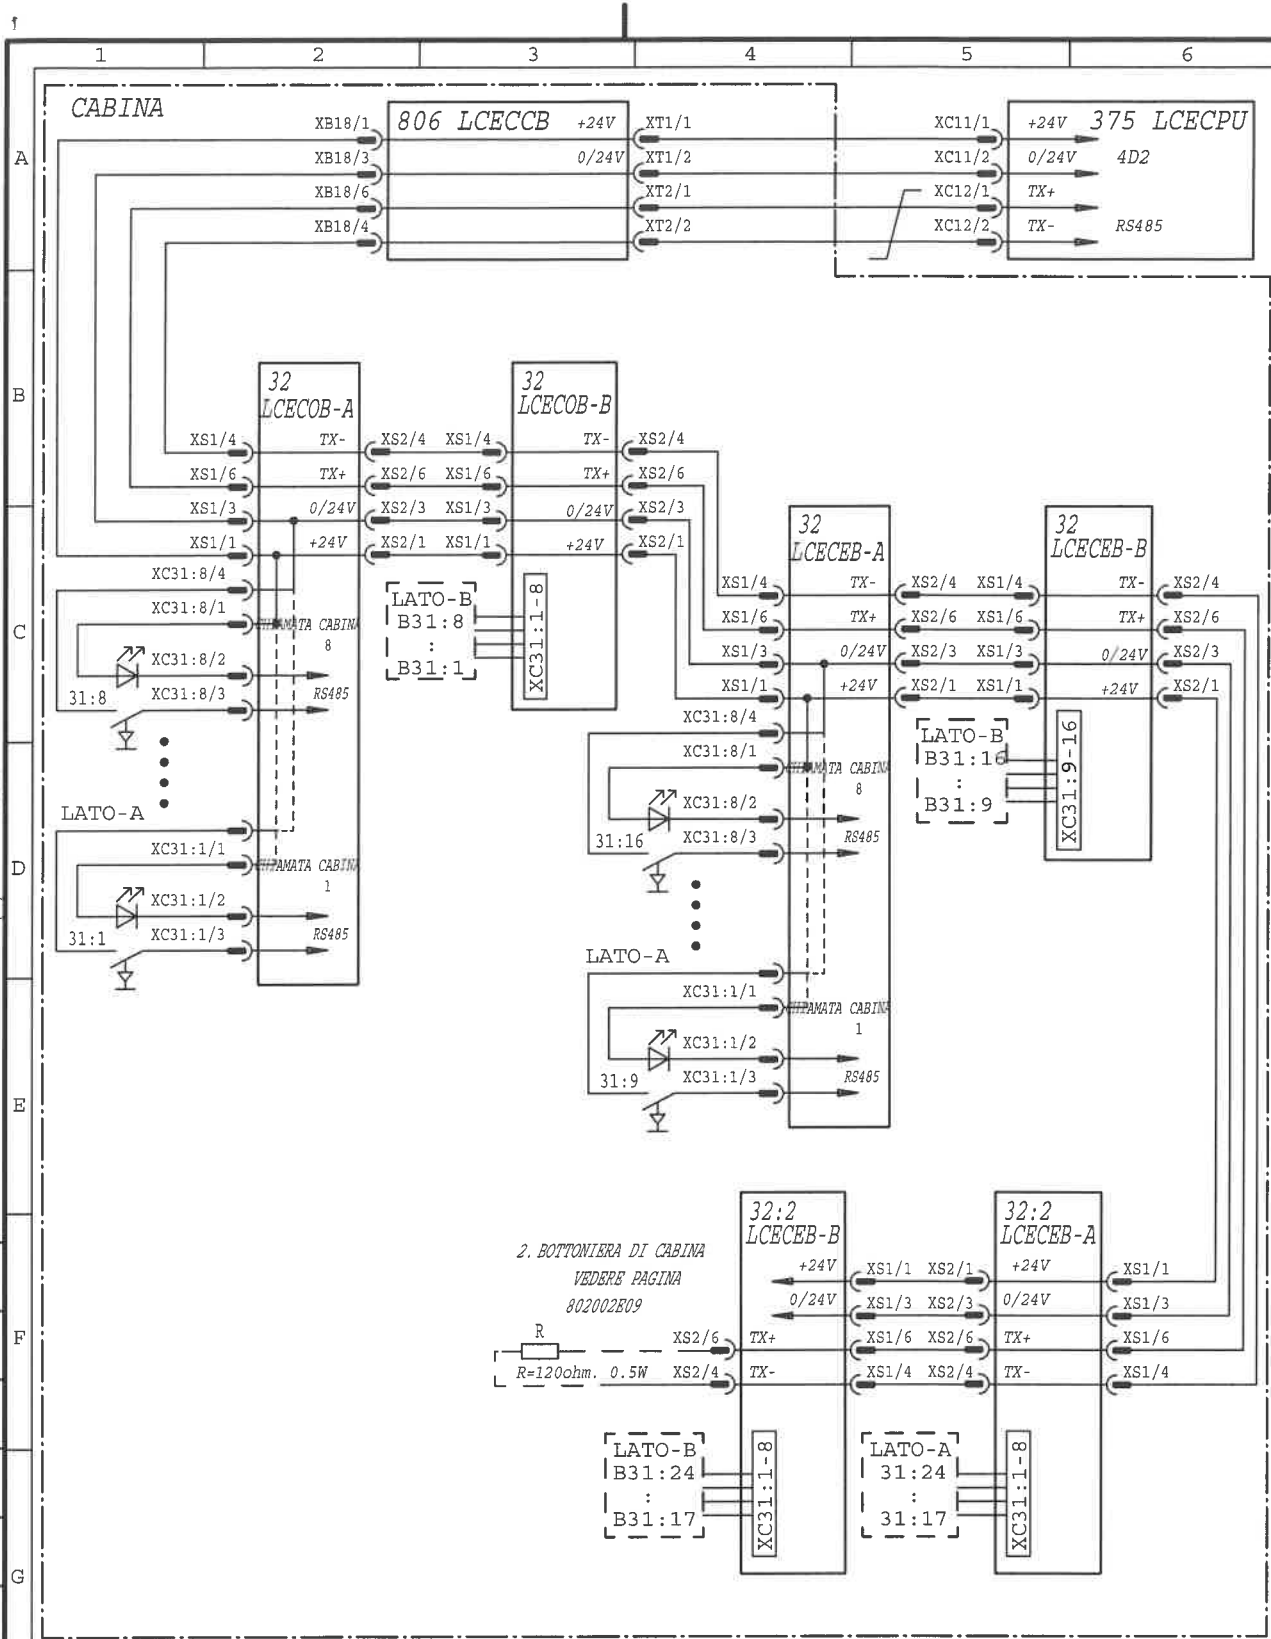 1 2 3 4 5 6
A
B
C
D
E
F
G
CABINA
806 LCECCB
XB18/1 +24V XT1/1
XB18/3 0/24V XT1/2
XB18/6 XT2/1
XB18/4 XT2/2
375 LCECPU
XC11/1 +24V
XC11/2 0/24V 4D2
XC12/1 TX+
XC12/2 TX- RS485
32
LCECOB-A
XS1/4 TX- XS2/4
XS1/6 TX+ XS2/6
XS1/3 0/24V XS2/3
XS1/1 +24V XS2/1
XC31:8/4
XC31:8/1 CHIAMATA CABINA
8
XC31:8/2
31:8 XC31:8/3 RS485
LATO-A
XC31:1/1 CHIAMATA CABINA
1
XC31:1/2
31:1 XC31:1/3 RS485
32
LCECOB-B
XS1/4 TX- XS2/4
XS1/6 TX+ XS2/6
XS1/3 0/24V XS2/3
XS1/1 +24V XS2/1
LATO-B
B31:8
:
B31:1
XC31:1-8
32
LCECEB-A
XS1/4 TX- XS2/4
XS1/6 TX+ XS2/6
XS1/3 0/24V XS2/3
XS1/1 +24V XS2/1
XC31:8/4
XC31:8/1 CHIAMATA CABINA
8
XC31:8/2
31:16 XC31:8/3 RS485
LATO-A
XC31:1/1 CHIAMATA CABINA
1
XC31:1/2
31:9 XC31:1/3 RS485
32
LCECEB-B
XS1/4 TX- XS2/4
XS1/6 TX+ XS2/6
XS1/3 0/24V XS2/3
XS1/1 +24V XS2/1
LATO-B
B31:16
:
B31:9
XC31:9-16
2. BOTTONIERA DI CABINA
VEDERE PAGINA
802002E09
R
R=120ohm. 0.5W
32:2
LCECEB-B
+24V XS1/1
0/24V XS1/3
XS2/6 TX+ XS1/6
XS2/4 TX- XS1/4
LATO-B
B31:24
:
B31:17
XC31:1-8
32:2
LCECEB-A
XS2/1 +24V XS1/1
XS2/3 0/24V XS1/3
XS2/6 TX+ XS1/6
XS2/4 TX- XS1/4
LATO-A
31:24
:
31:17
XC31:1-8